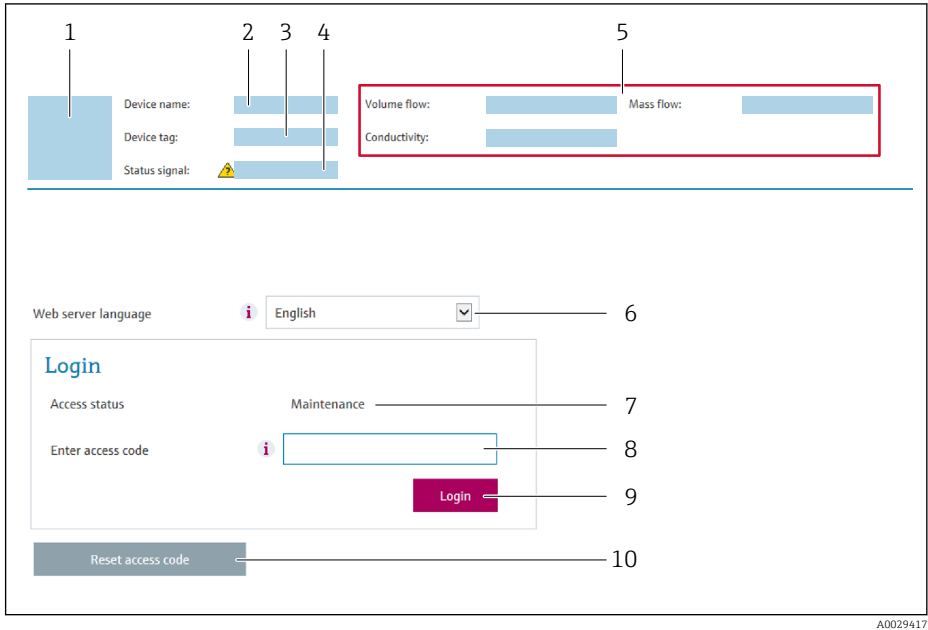 1 2 3 4 5
Device name: Volume flow: Mass flow:
Device tag: Conductivity:
Status signal: ?
Web server language i English 6
Login
Access status Maintenance 7
Enter access code i 8
Login 9
Reset access code 10
A0029417